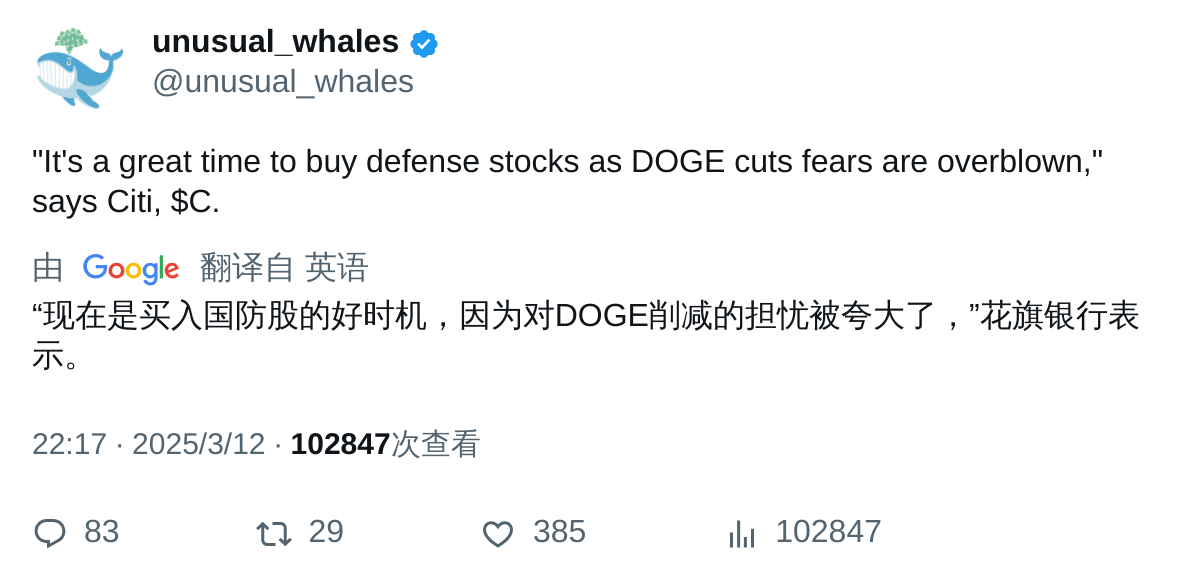 unusual_whales
@unusual_whales
"It's a great time to buy defense stocks as DOGE cuts fears are overblown,"
says Citi, $C.
由 Google 翻译自 英语
“现在是买入国防股的好时机，因为对DOGE削减的担忧被夸大了，”花旗银行表
示。
22:17 · 2025/3/12 · 102847次查看
83 29 385 102847